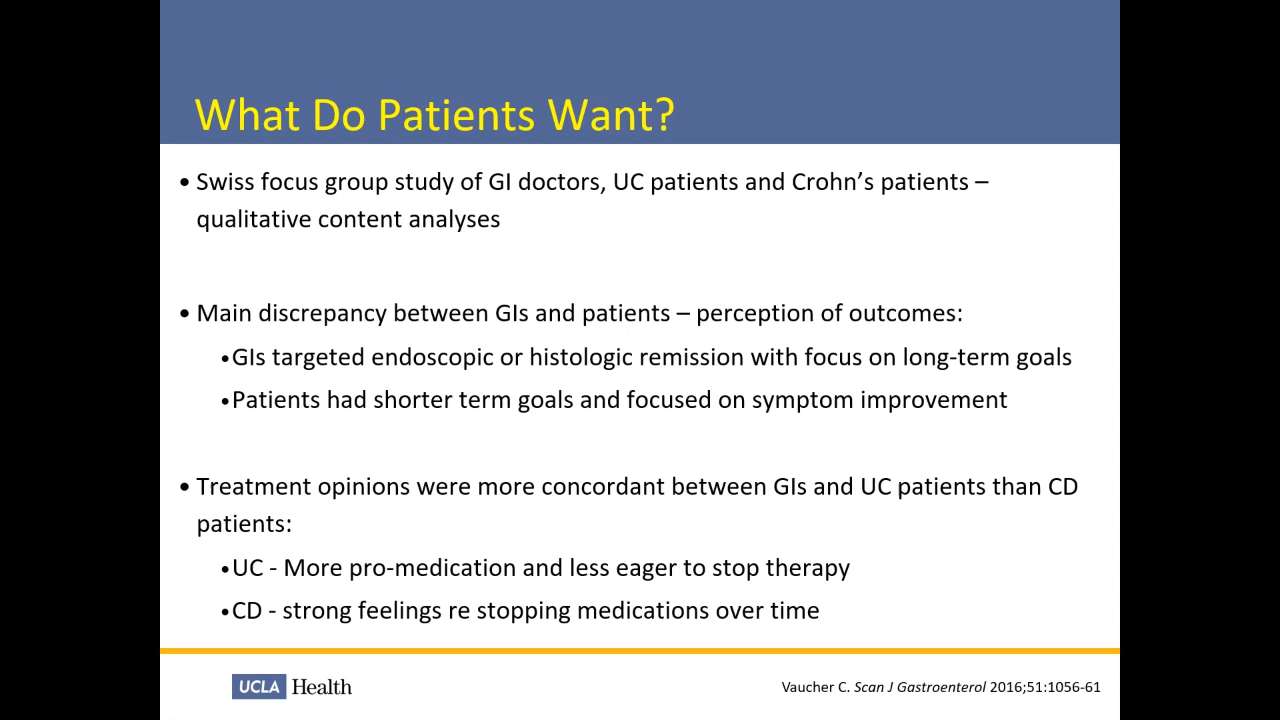 What Do Patients Want?
• Swiss focus group study of GI doctors, UC patients and Crohn’s patients –
qualitative content analyses
• Main discrepancy between GIs and patients – perception of outcomes:
•GIs targeted endoscopic or histologic remission with focus on long-term goals
•Patients had shorter term goals and focused on symptom improvement
• Treatment opinions were more concordant between GIs and UC patients than CD
patients:
•UC - More pro-medication and less eager to stop therapy
•CD - strong feelings re stopping medications over time
UCLA Health
Vaucher C. Scan J Gastroenterol 2016;51:1056-61